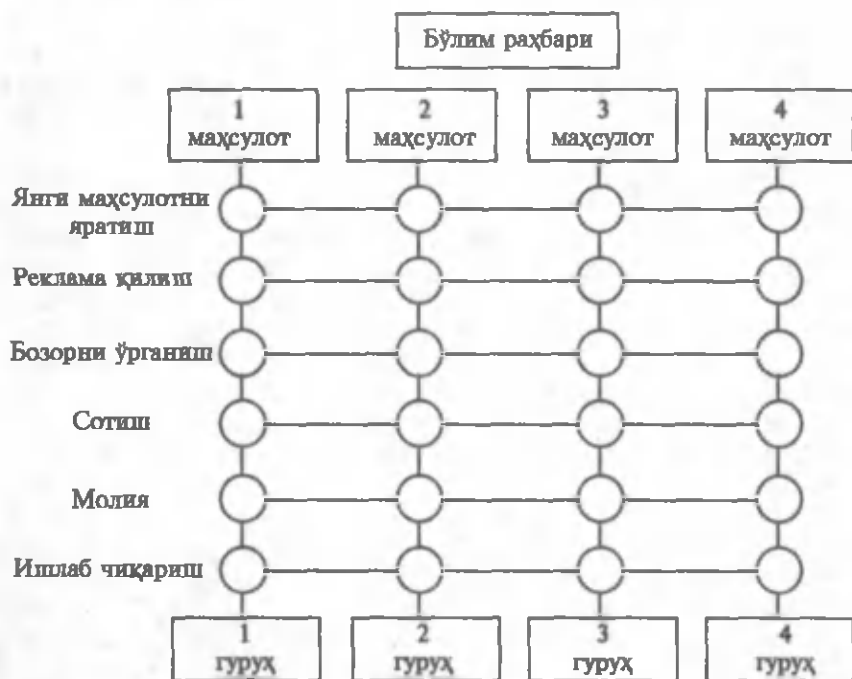 Бўлим раҳбари
1 2 3 4
маҳсулот маҳсулот маҳсулот маҳсулот
Янги маҳсулотни
яратиш
Реклама қилиш
Бозорни ўрганиш
Сотиш
Молия
Ишлаб чиқариш
1 2 3 4
гуруҳ гуруҳ гуруҳ гуруҳ